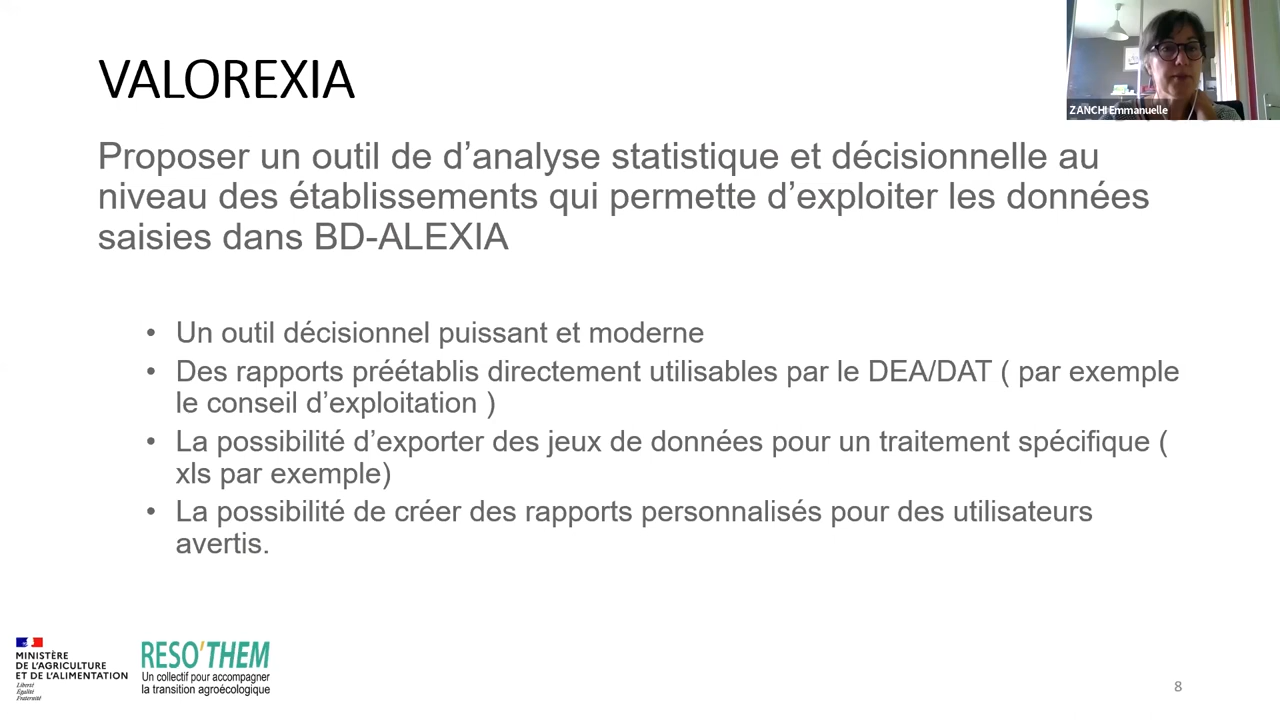 VALOREXIA
ZANCHI Emmanuelle
Proposer un outil de d’analyse statistique et décisionnelle au
niveau des établissements qui permette d’exploiter les données
saisies dans BD-ALEXIA
• Un outil décisionnel puissant et moderne
• Des rapports préétablis directement utilisables par le DEA/DAT ( par exemple
le conseil d’exploitation )
• La possibilité d’exporter des jeux de données pour un traitement spécifique (
xls par exemple)
• La possibilité de créer des rapports personnalisés pour des utilisateurs
avertis.
MINISTÈRE
DE L’AGRICULTURE
ET DE L’ALIMENTATION
Liberté
Égalité
Fraternité
RESO’THEM
Un collectif pour accompagner
la transition agroécologique
8